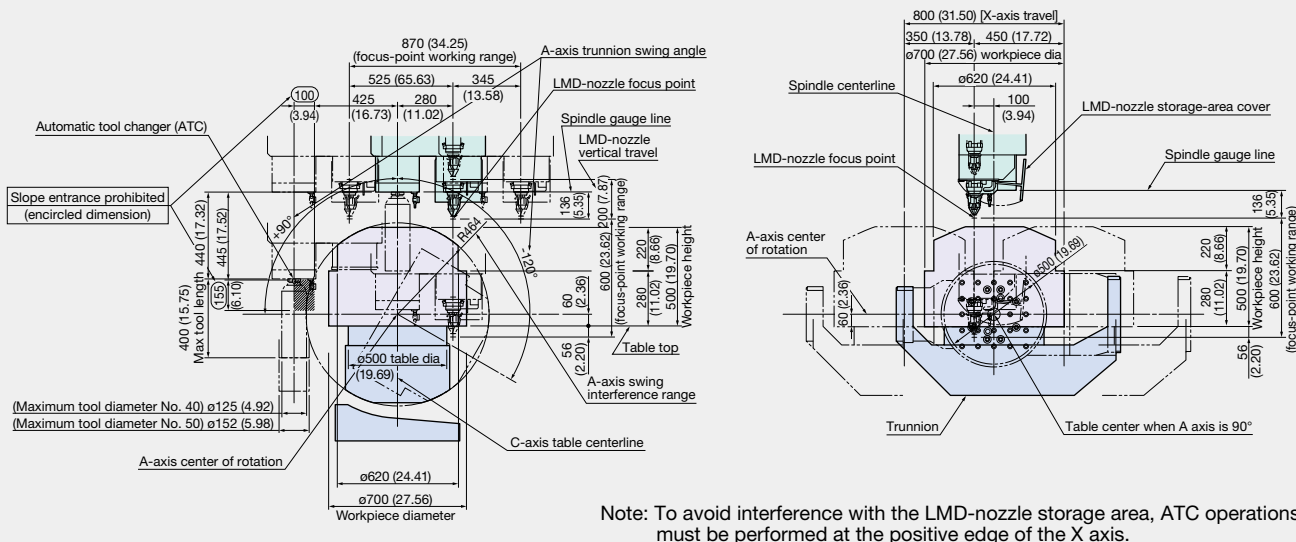 870 (34.25)
(focus-point working range)
525 (65.63)
345
(13.58)
100
(3.94)
425
(16.73)
280
(11.02)
A-axis trunnion swing angle
LMD-nozzle focus point
Spindle gauge line
LMD-nozzle
vertical travel
Automatic tool changer (ATC)
Slope entrance prohibited
(encircled dimension)
+90°
-120°
R464
440 (17.32)
445 (17.52)
(155)
(6.10)
400 (15.75)
Max tool length
136
(5.35)
200 (7.87)
600 (23.62)
(focus-point working range)
220
(8.66)
280
(11.02)
500 (19.70)
Workpiece height
60
(2.36)
56
(2.20)
Table top
ø500 table dia
(19.69)
A-axis swing
interference range
(Maximum tool diameter No. 40) ø125 (4.92)
(Maximum tool diameter No. 50) ø152 (5.98)
C-axis table centerline
A-axis center of rotation
ø620 (24.41)
ø700 (27.56)
Workpiece diameter
800 (31.50) [X-axis travel]
350 (13.78)
450 (17.72)
ø700 (27.56) workpiece dia
ø620 (24.41)
Spindle centerline
100
(3.94)
LMD-nozzle storage-area cover
LMD-nozzle focus point
Spindle gauge line
136
(5.35)
A-axis center
of rotation
ø500 (19.69)
60 (2.36)
220
(8.66)
280
(11.02)
500 (19.70)
Workpiece height
600 (23.62)
(focus-point working range)
56
(2.20)
Trunnion
Table center when A axis is 90°
Note: To avoid interference with the LMD-nozzle storage area, ATC operations
must be performed at the positive edge of the X axis.